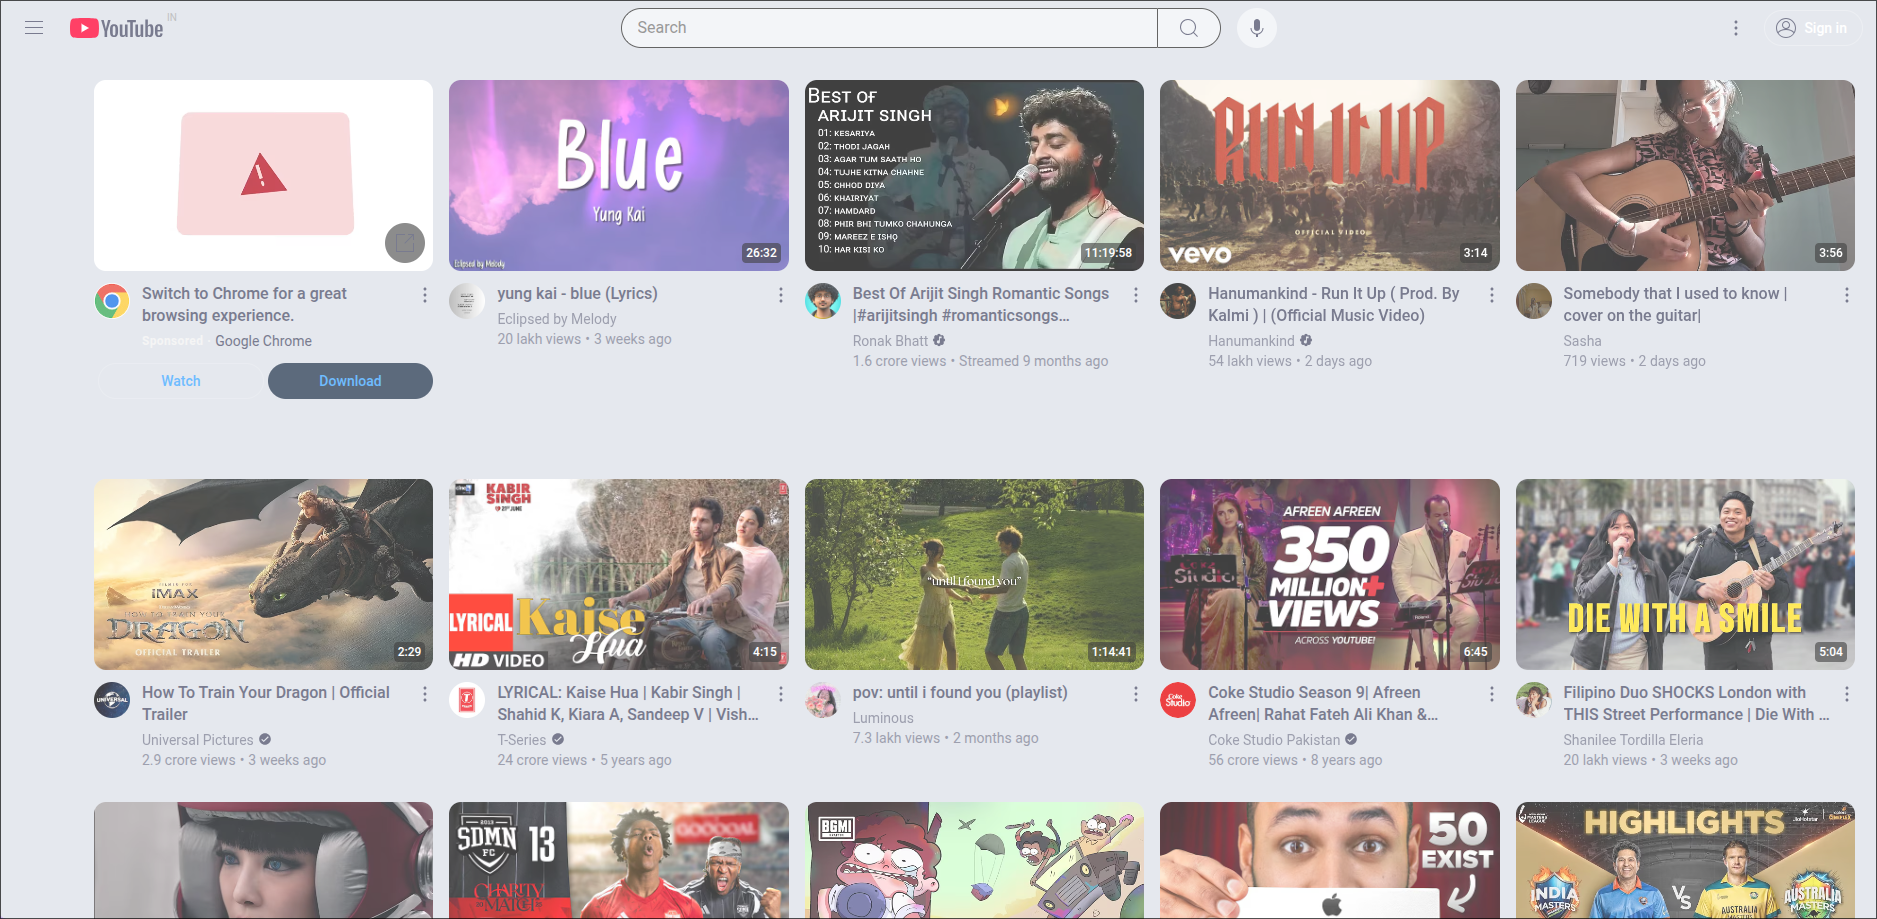 YouTube IN
Search
Sign in
BEST OF
ARIJIT SINGH
01: KESARIYA
02: THODI JAGAH
03: AGAR TUM SAATH HO
04: TUJHE KITNA CHAHNE
05: CHHOD DIYA
06: KHAIRIYAT
07: HAMDARD
08: PHIR BHI TUMKO CHAHUNGA
09: MAREEZ E ISHQ
10: HAR KISI KO
11:19:58
Blue
Yung Kai
Eclipsed by Melody
26:32
RUN IT UP
OFFICIAL VIDEO
vevo
3:14
3:56
Switch to Chrome for a great
browsing experience.
Sponsored · Google Chrome
Watch
Download
yung kai - blue (Lyrics)
Eclipsed by Melody
20 lakh views • 3 weeks ago
Best Of Arijit Singh Romantic Songs
|#arijitsingh #romanticsongs...
Ronak Bhatt
1.6 crore views • Streamed 9 months ago
Hanumankind - Run It Up ( Prod. By
Kalmi ) | (Official Music Video)
Hanumankind
54 lakh views • 2 days ago
Somebody that I used to know |
cover on the guitar|
Sasha
719 views • 2 days ago
FILMED FOR
IMAX
HOW TO TRAIN YOUR
DRAGON
OFFICIAL TRAILER
2:29
KABIR
SINGH
21st JUNE
LYRICAL
Kaise
Hua
HD VIDEO
4:15
"until i found you"
1:14:41
AFREEN AFREEN
350
MILLION+
VIEWS
ACROSS YOUTUBE!
Studio
6:45
DIE WITH A SMILE
5:04
UNIVERSAL
How To Train Your Dragon | Official
Trailer
Universal Pictures
2.9 crore views • 3 weeks ago
LYRICAL: Kaise Hua | Kabir Singh |
Shahid K, Kiara A, Sandeep V | Vish...
T-Series
24 crore views • 5 years ago
pov: until i found you (playlist)
Luminous
7.3 lakh views • 2 months ago
Coke
Studio
Coke Studio Season 9| Afreen
Afreen| Rahat Fateh Ali Khan &...
Coke Studio Pakistan
56 crore views • 8 years ago
Filipino Duo SHOCKS London with
THIS Street Performance | Die With ...
Shanilee Tordilla Eleria
20 lakh views • 3 weeks ago
2013
SDMN
FC
13
CHARITY
MATCH
GOOOOAL
BGMI
50
EXIST
HIGHLIGHTS
JioHotstar
INDIA
MASTERS
VS
AUSTRALIA
MASTERS
AUSTRALIA